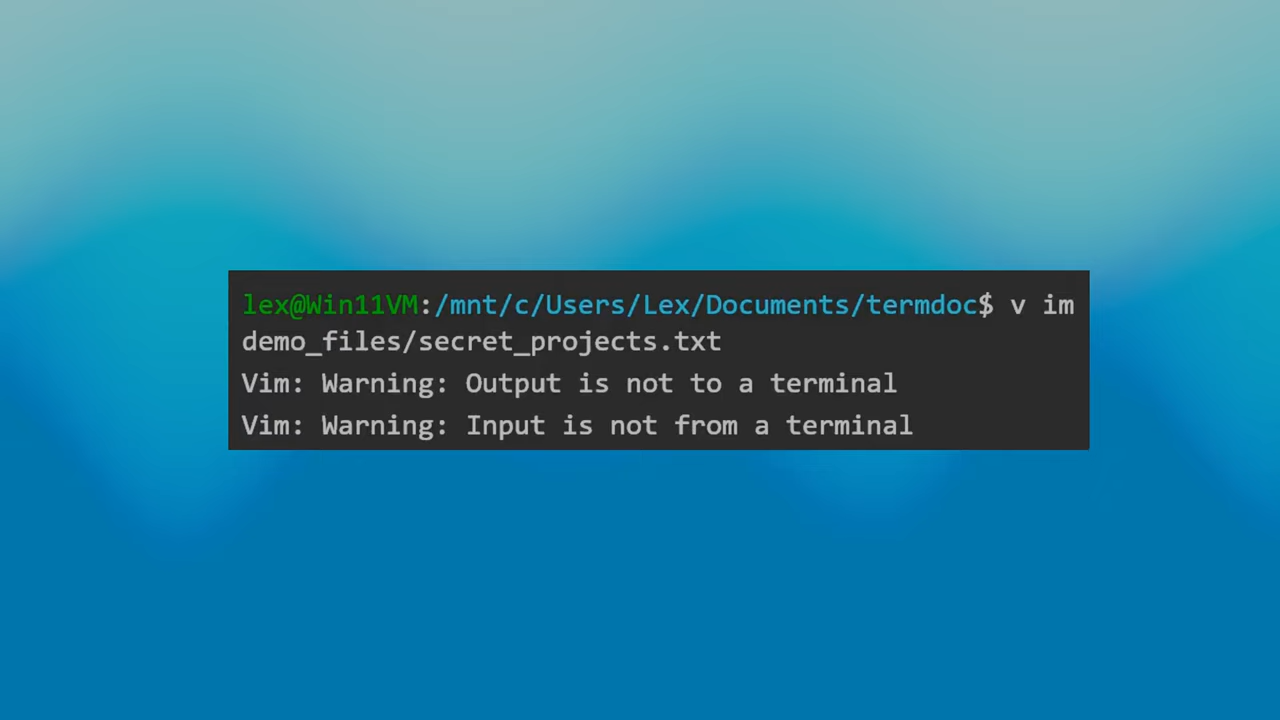 lex@Win11VM:/mnt/c/Users/Lex/Documents/termdoc$ v im
demo_files/secret_projects.txt
Vim: Warning: Output is not to a terminal
Vim: Warning: Input is not from a terminal